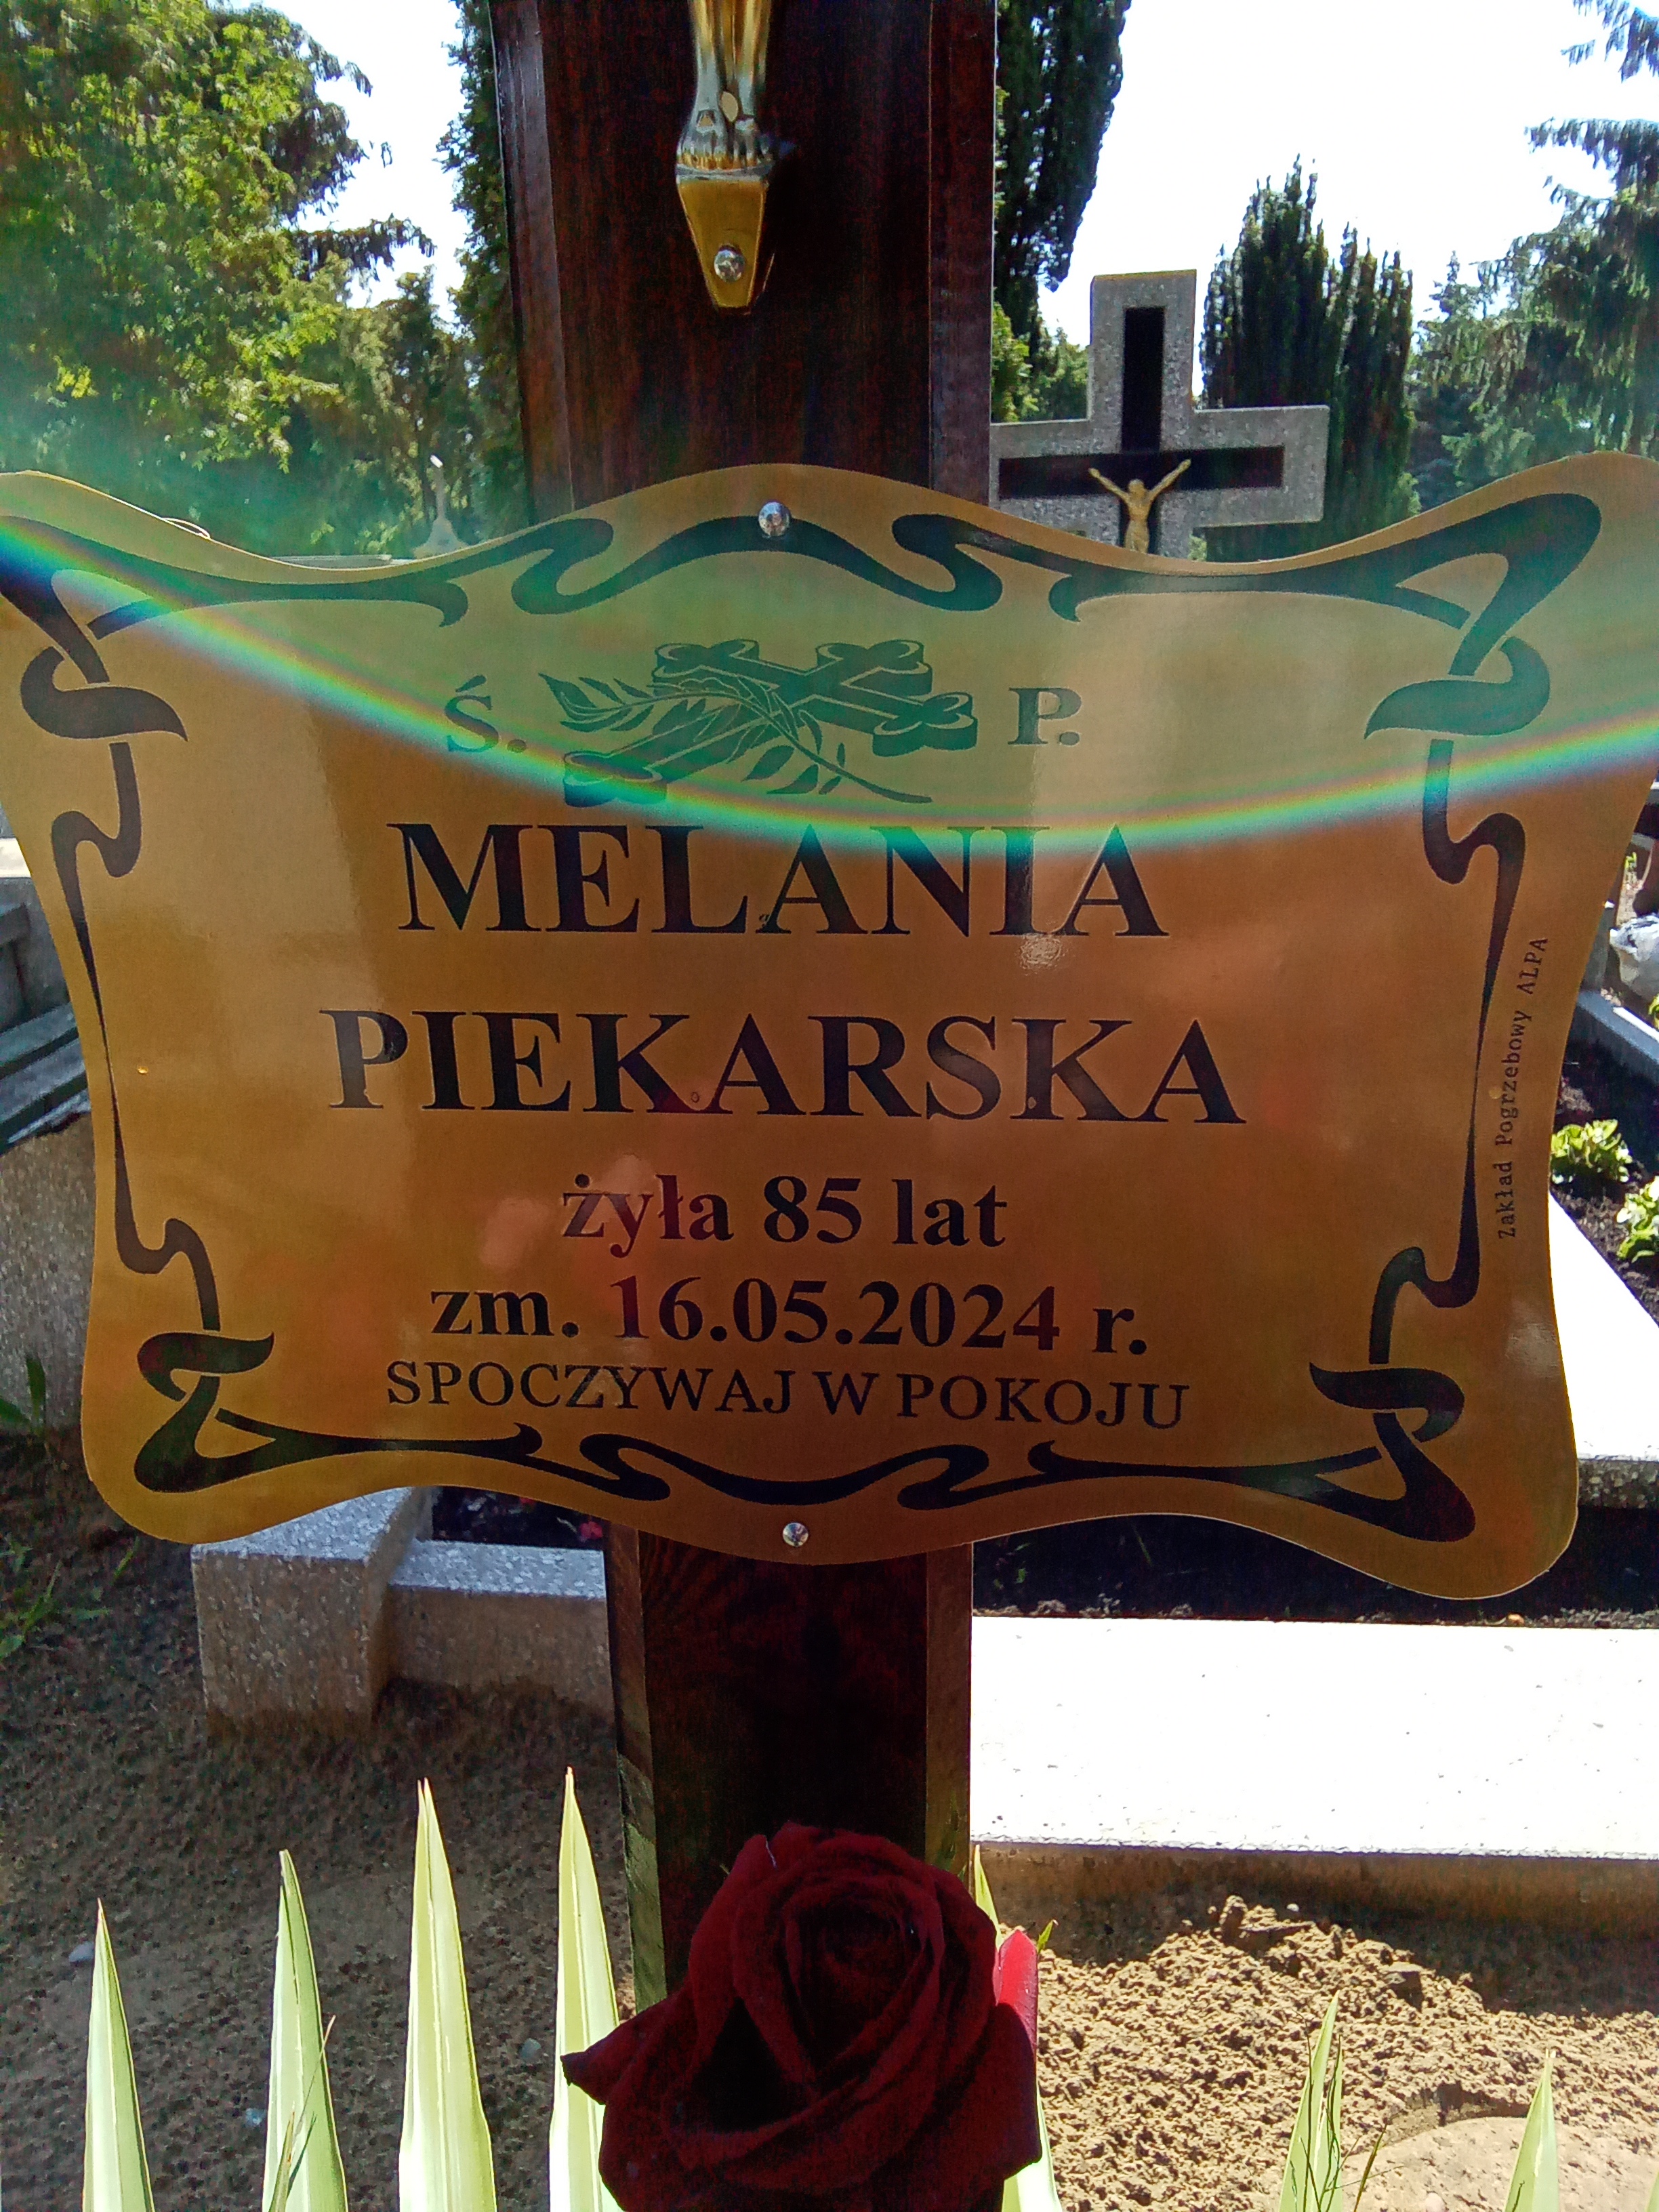 Ś. P.
MELANIA
PIEKARSKA
żyła 85 lat
zm. 16.05.2024 r.
SPOCZYWAJ W POKOJU
Zakład Pogrzebowy ALPA